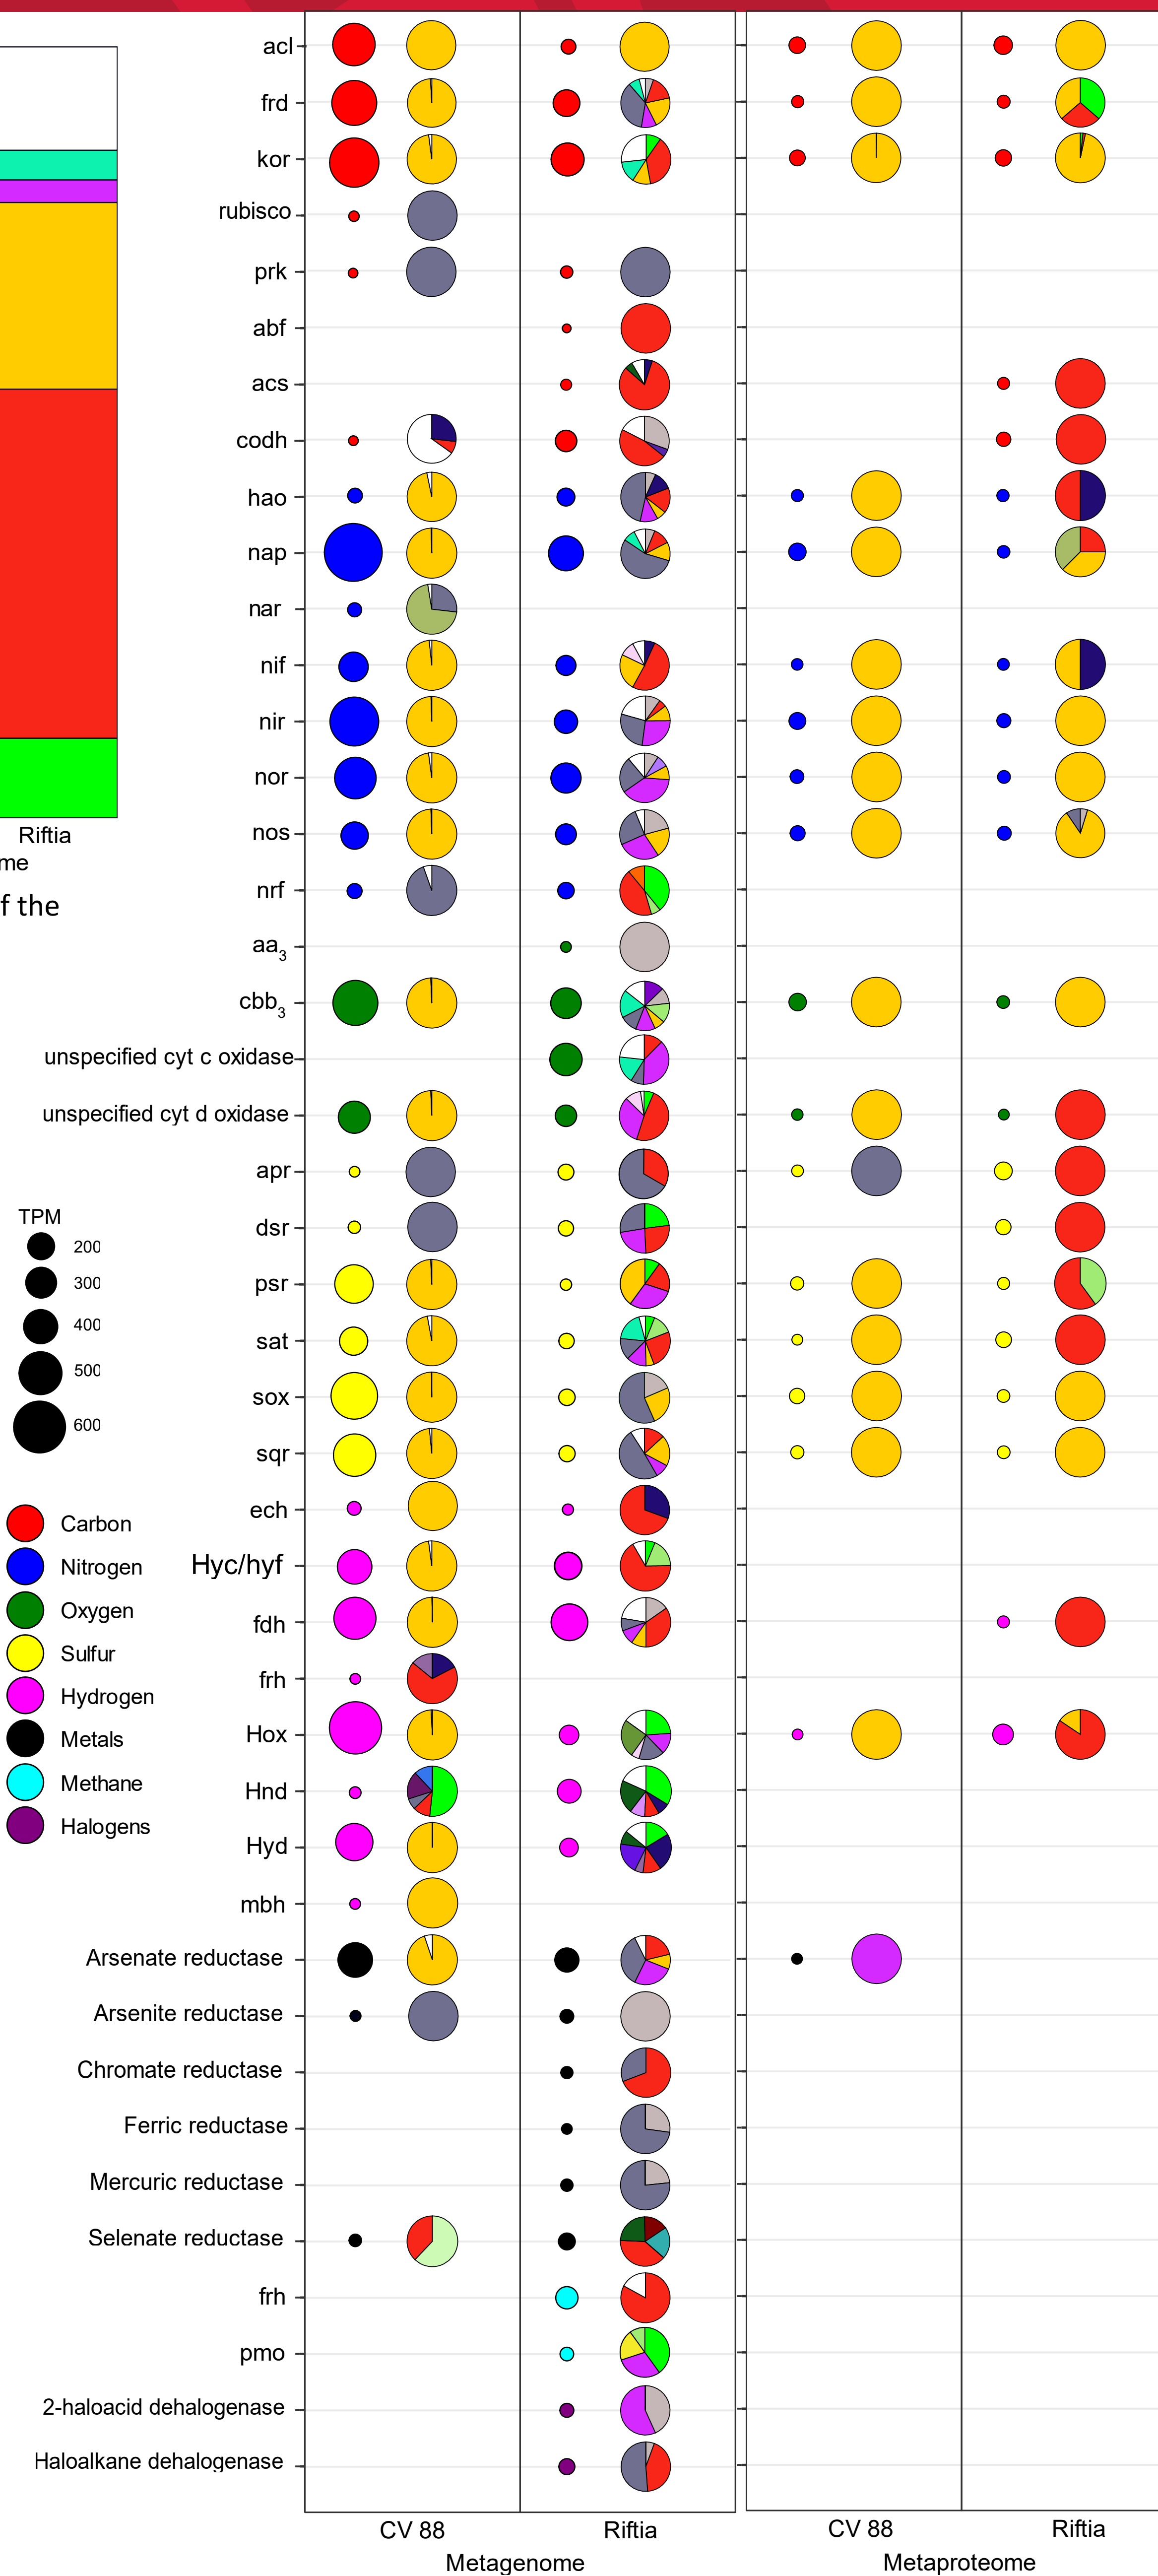 acl
frd
kor
rubisco
prk
abf
acs
codh
hao
nap
nar
nif
nir
nor
nos
Riftia
me
nrf
f the
aa3
cbb3
unspecified cyt c oxidase
unspecified cyt d oxidase
apr
TPM
dsr
200
300
psr
400
sat
500
sox
600
sqr
ech
Carbon
Nitrogen
Hyc/hyf
Oxygen
fdh
Sulfur
frh
Hydrogen
Hox
Metals
Methane
Hnd
Halogens
Hyd
mbh
Arsenate reductase
Arsenite reductase
Chromate reductase
Ferric reductase
Mercuric reductase
Selenate reductase
frh
pmo
2-haloacid dehalogenase
Haloalkane dehalogenase
CV 88 Riftia CV 88 Riftia
Metagenome Metaproteome